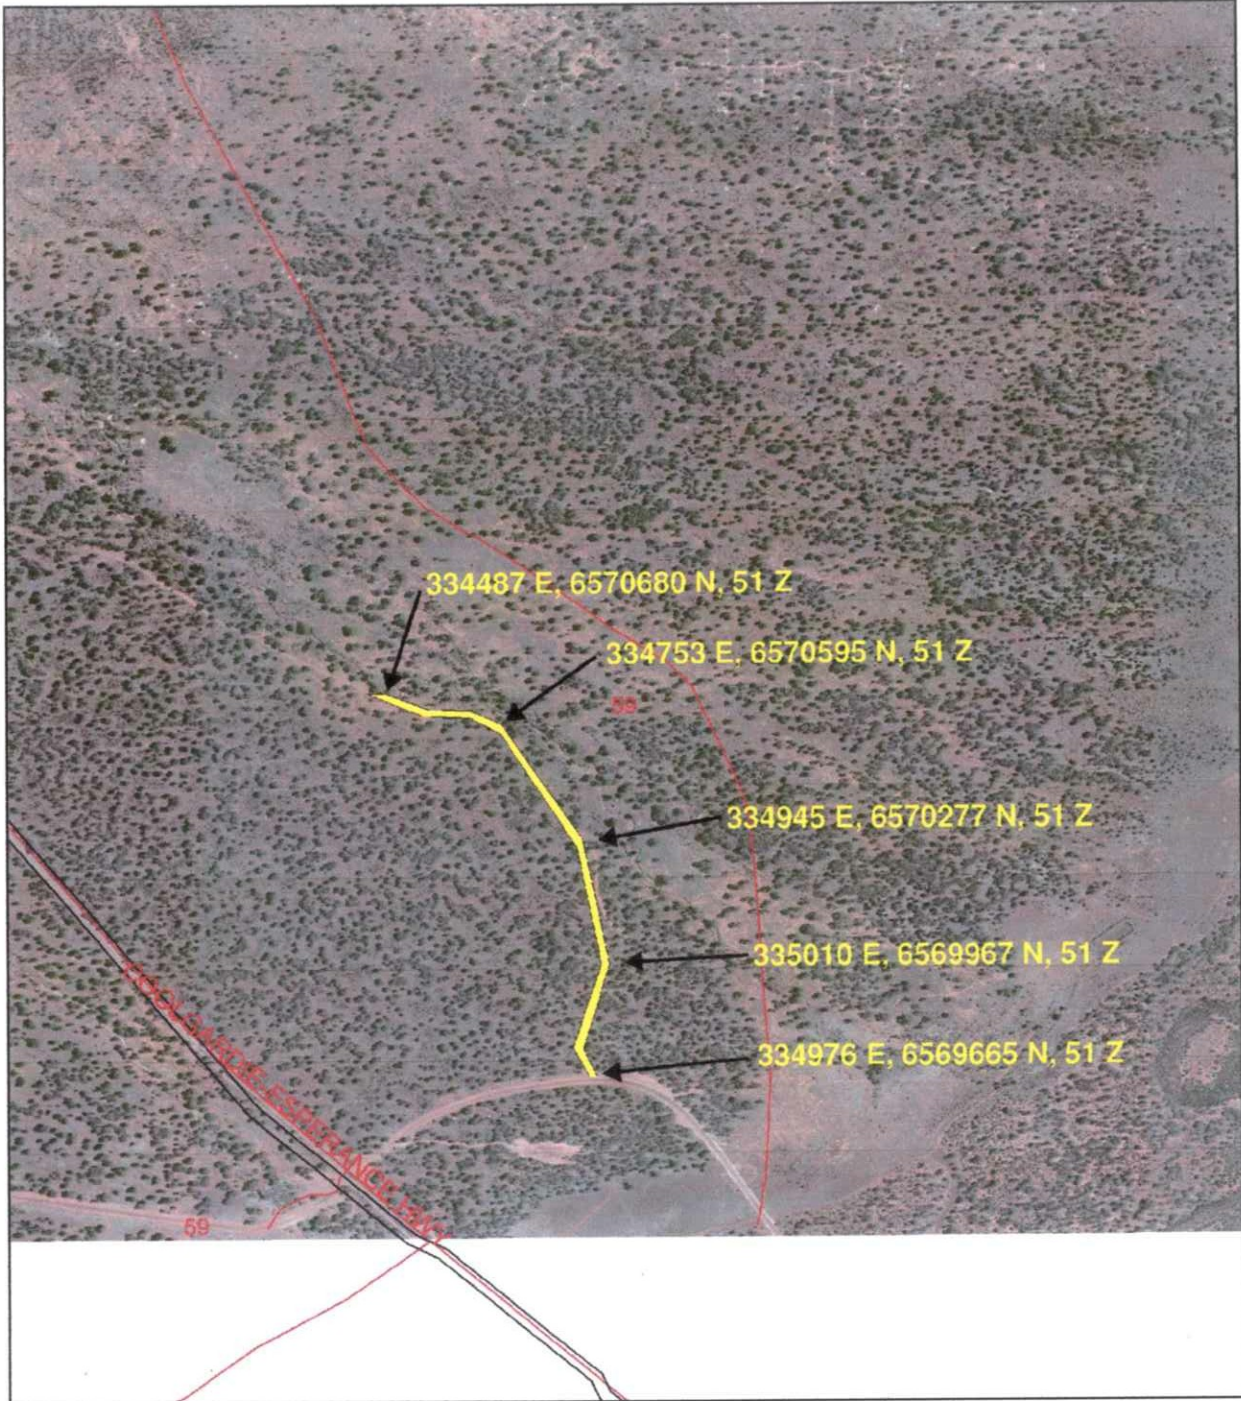 334487 E, 6570680 N, 51 Z
334753 E, 6570595 N, 51 Z
59
334945 E, 6570277 N, 51 Z
335010 E, 6569967 N, 51 Z
COOLGARDIE-ESPERANCE HWY
334976 E, 6569665 N, 51 Z
59